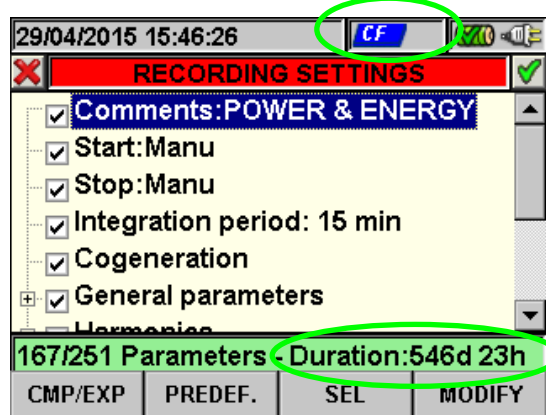 29/04/2015 15:46:26 CF
RECORDING SETTINGS
Comments:POWER & ENERGY
Start:Manu
Stop:Manu
Integration period: 15 min
Cogeneration
General parameters
Harmonics
167/251 Parameters - Duration:546d 23h
CMP/EXP PREDEF. SEL MODIFY